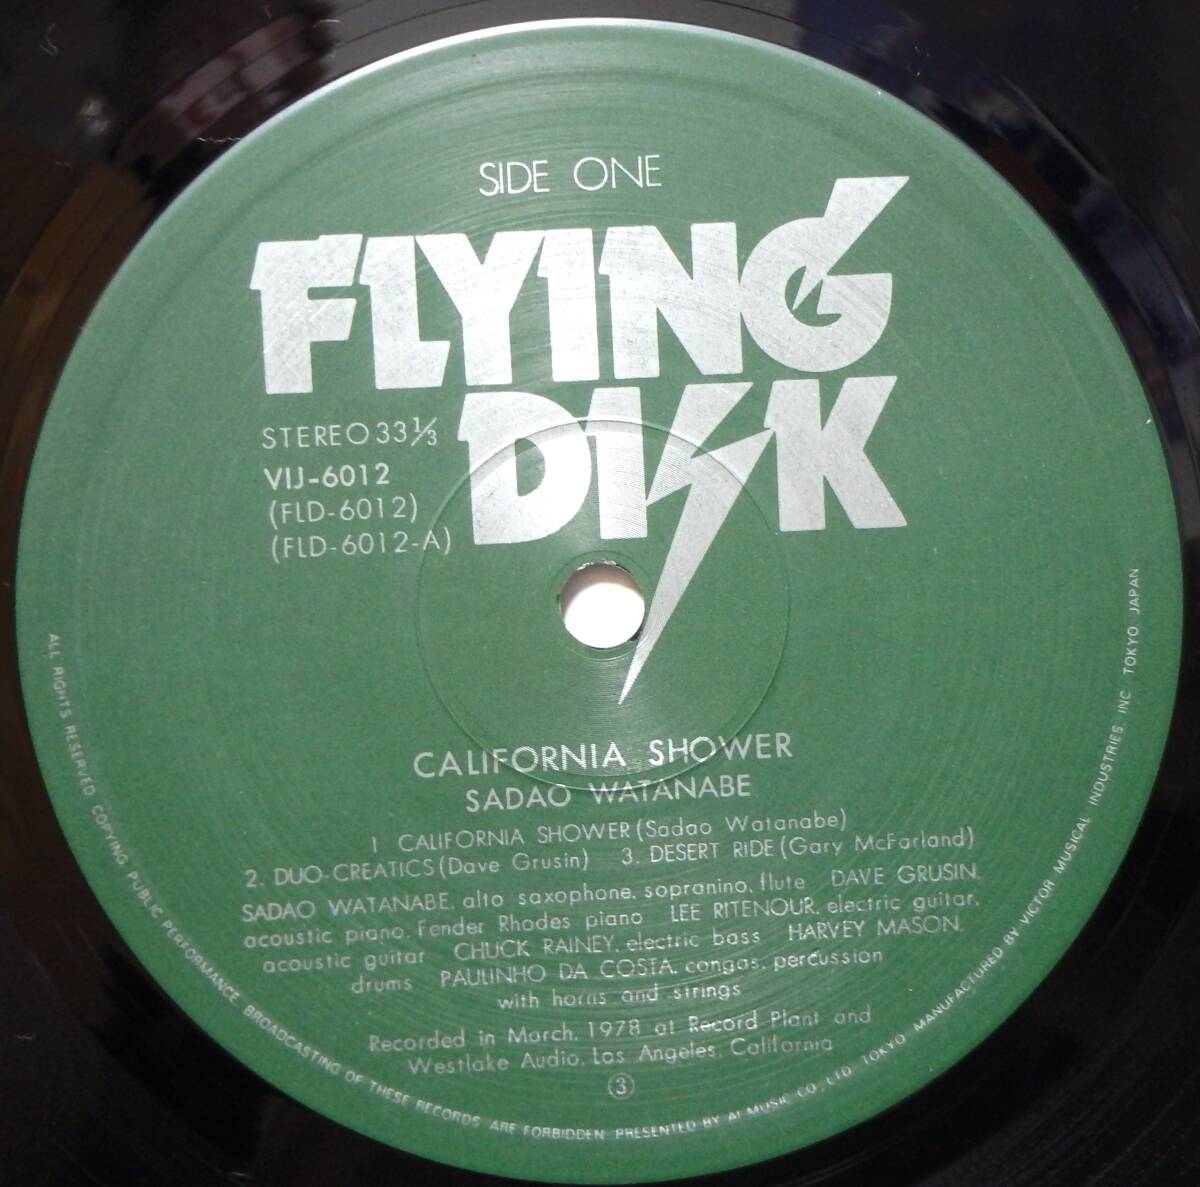 SIDE ONE
FLYING
DISK
STEREO 33 1/3
VIJ-6012
(FLD-6012)
(FLD-6012-A)
CALIFORNIA SHOWER
SADAO WATANABE
1 CALIFORNIA SHOWER (Sadao Watanabe)
2. DUO-CREATICS (Dave Grusin) 3. DESERT RIDE (Gary McFarland)
SADAO WATANABE, alto saxophone, sopranino, flute DAVE GRUSIN,
acoustic piano, Fender Rhodes piano LEE RITENOUR, electric guitar,
acoustic guitar CHUCK RAINEY, electric bass HARVEY MASON,
drums PAULINHO DA COSTA, congas, percussion
with horns and strings
Recorded in March, 1978 at Record Plant and
Westlake Audio, Los Angeles, California
3
ALL RIGHTS RESERVED COPYING PUBLIC PERFORMANCE BROADCASTING OF THESE RECORDS ARE FORBIDDEN PRESENTED BY AI MUSIC CO., LTD. TOKYO MANUFACTURED BY VICTOR MUSICAL INDUSTRIES, INC. TOKYO, JAPAN